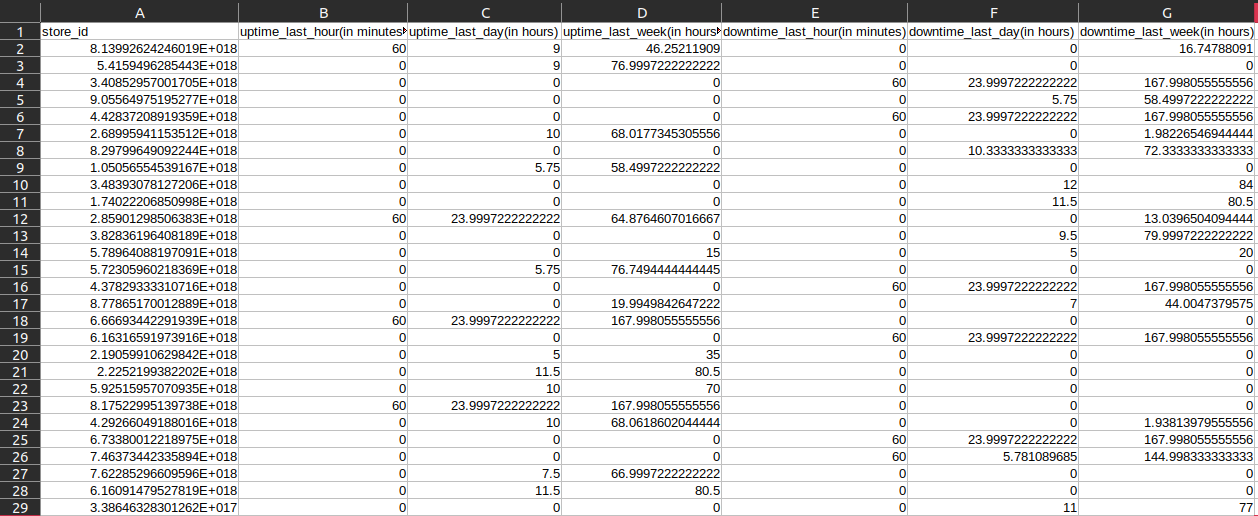 A B C D E F G
1 store_id uptime_last_hour(in minutes uptime_last_day(in hours) uptime_last_week(in hours downtime_last_hour(in minutes) downtime_last_day(in hours) downtime_last_week(in hours)
2 8.13992624246019E+018 60 9 46.25211909 0 0 16.74788091
3 5.4159496285443E+018 0 9 76.9997222222222 0 0 0
4 3.40852957001705E+018 0 0 0 60 23.9997222222222 167.998055555556
5 9.05564975195277E+018 0 0 0 0 5.75 58.4997222222222
6 4.42837208919359E+018 0 0 0 60 23.9997222222222 167.998055555556
7 2.68995941153512E+018 0 10 68.0177345305556 0 0 1.98226546944444
8 8.29799649092244E+018 0 0 0 0 10.3333333333333 72.3333333333333
9 1.05056554539167E+018 0 5.75 58.4997222222222 0 0 0
10 3.48393078127206E+018 0 0 0 0 12 84
11 1.74022206850998E+018 0 0 0 0 11.5 80.5
12 2.85901298506383E+018 60 23.9997222222222 64.8764607016667 0 0 13.0396504094444
13 3.82836196408189E+018 0 0 0 0 9.5 79.9997222222222
14 5.78964088197091E+018 0 0 15 0 5 20
15 5.72305960218369E+018 0 5.75 76.7494444444445 0 0 0
16 4.37829333310716E+018 0 0 0 60 23.9997222222222 167.998055555556
17 8.77865170012889E+018 0 0 19.9949842647222 0 7 44.0047379575
18 6.66693442291939E+018 60 23.9997222222222 167.998055555556 0 0 0
19 6.16316591973916E+018 0 0 0 60 23.9997222222222 167.998055555556
20 2.19059910629842E+018 0 5 35 0 0 0
21 2.2252199382202E+018 0 11.5 80.5 0 0 0
22 5.92515957070935E+018 0 10 70 0 0 0
23 8.17522995139738E+018 60 23.9997222222222 167.998055555556 0 0 0
24 4.29266049188016E+018 0 10 68.0618602044444 0 0 1.93813979555556
25 6.73380012218975E+018 0 0 0 60 23.9997222222222 167.998055555556
26 7.46373442335894E+018 0 0 0 60 5.781089685 144.998333333333
27 7.62285296609596E+018 0 7.5 66.9997222222222 0 0 0
28 6.16091479527819E+018 0 11.5 80.5 0 0 0
29 3.38646328301262E+017 0 0 0 0 11 77